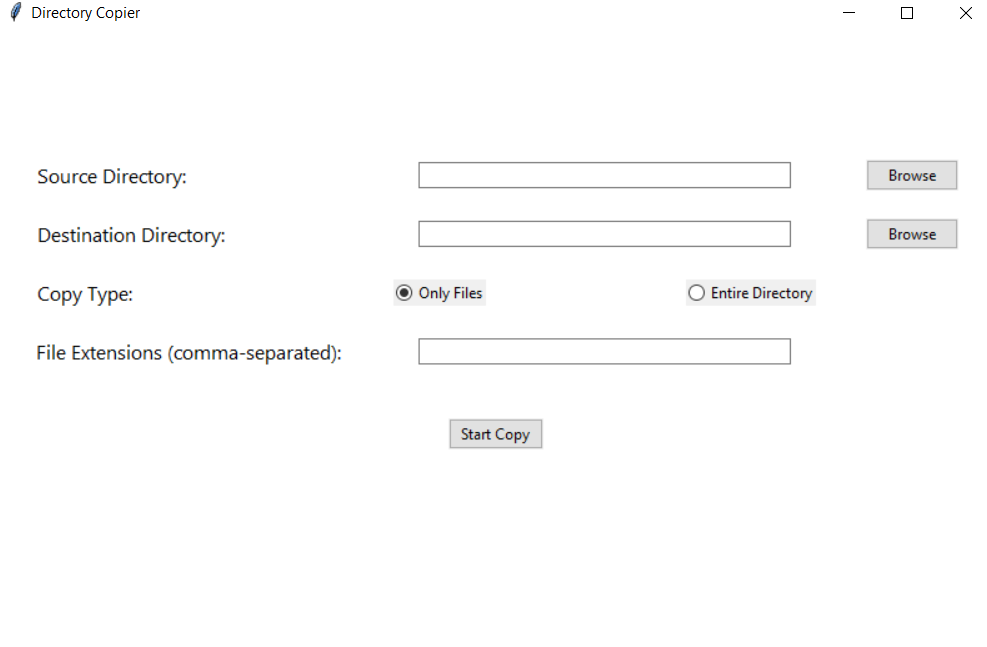 Directory Copier
Source Directory: Browse
Destination Directory: Browse
Copy Type: Only Files Entire Directory
File Extensions (comma-separated):
Start Copy